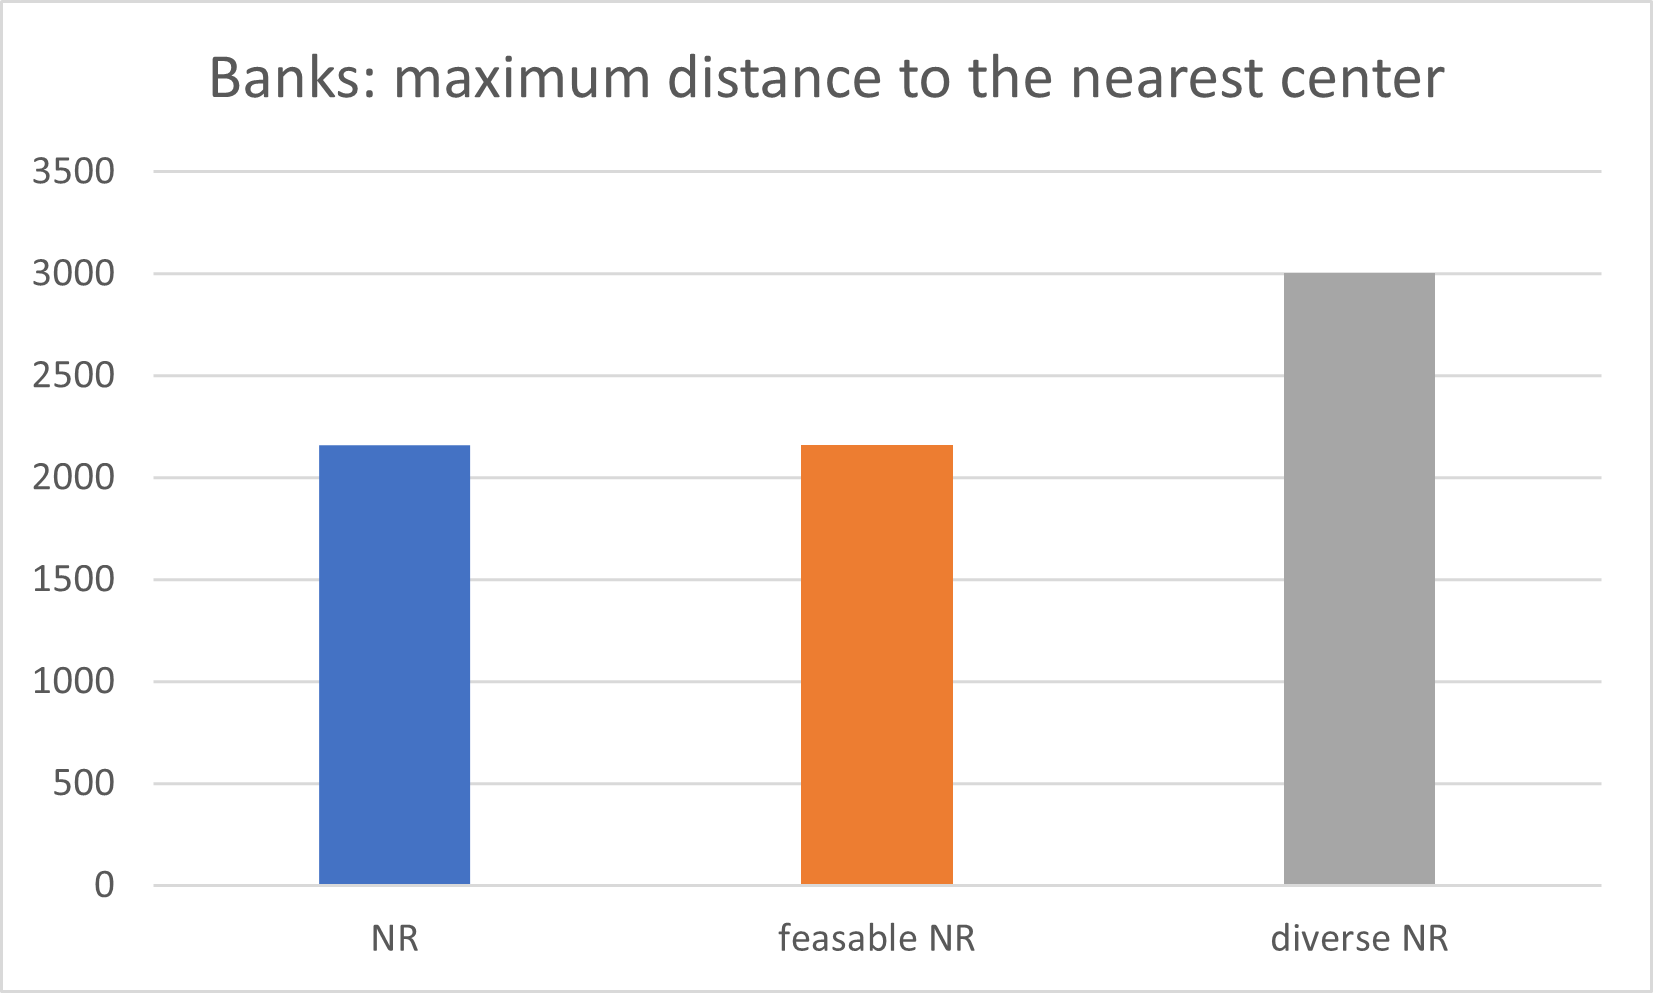 Banks: maximum distance to the nearest center
3500
3000
2500
2000
1500
1000
500
0
NR
feasable NR
diverse NR